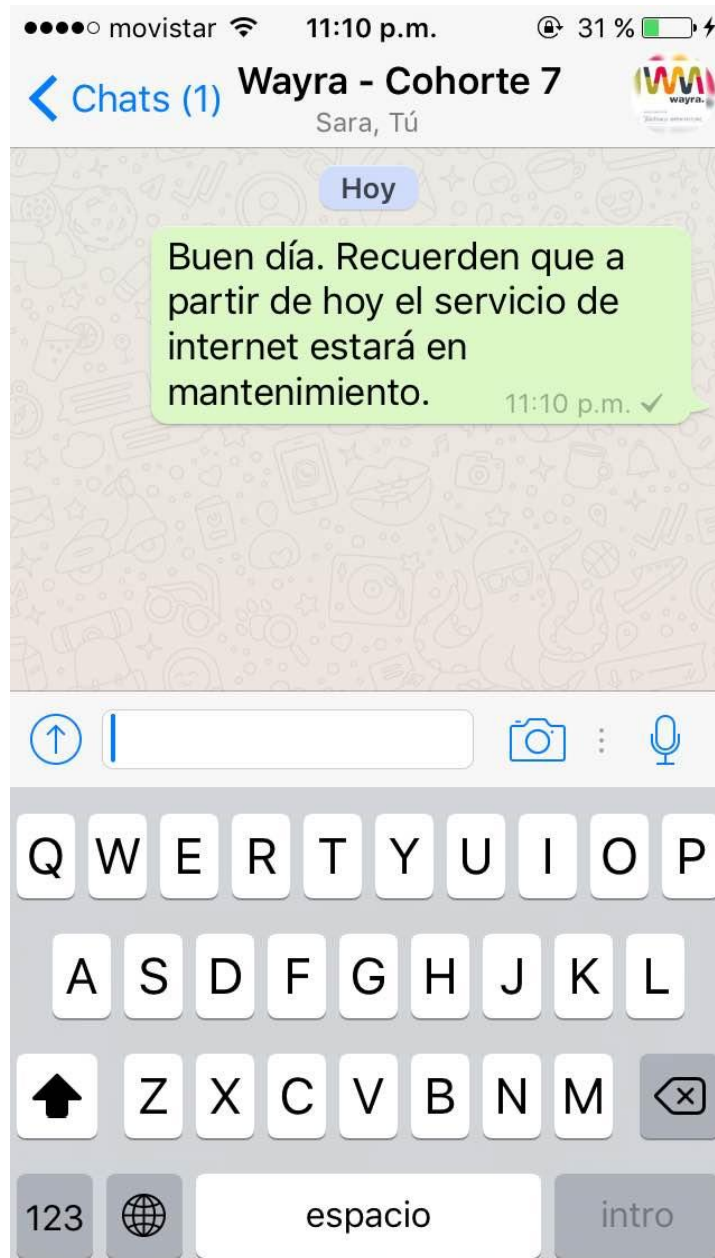 movistar 11:10 p.m. 31 %
Chats (1) Wayra - Cohorte 7
wayra.
Sara, Tú
Hoy
Buen día. Recuerden que a
partir de hoy el servicio de
internet estará en
mantenimiento.
11:10 p.m.
Q W E R T Y U I O P
A S D F G H J K L
Z X C V B N M
123 espacio intro